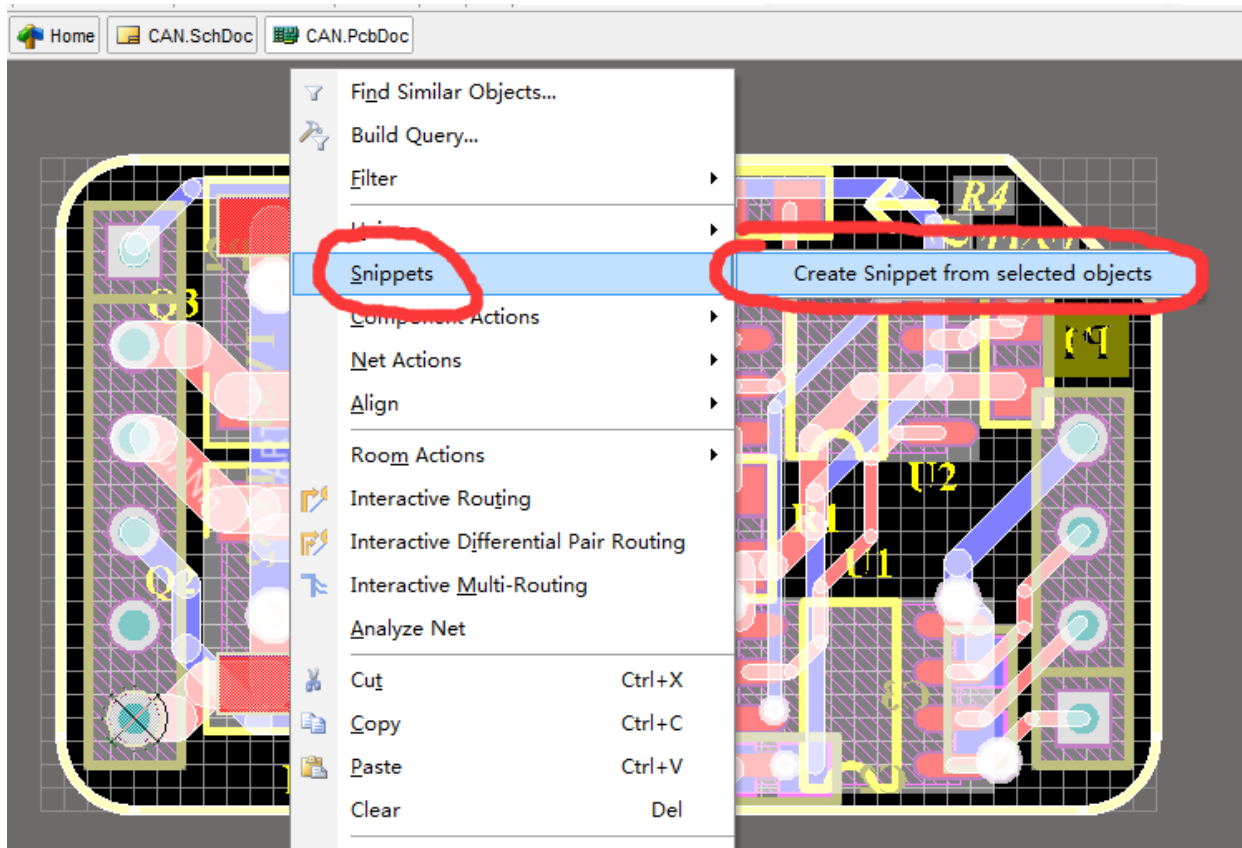 Home CAN.SchDoc CAN.PcbDoc
Find Similar Objects...
Build Query...
Filter
R4
Snippets
Create Snippet from selected objects
Q3
Component Actions
P1
Net Actions
Align
Room Actions
U2
Interactive Routing
R1
Interactive Differential Pair Routing
U1
Interactive Multi-Routing
Q2
Analyze Net
Cut Ctrl+X
C3
Copy Ctrl+C
Paste Ctrl+V
Clear Del